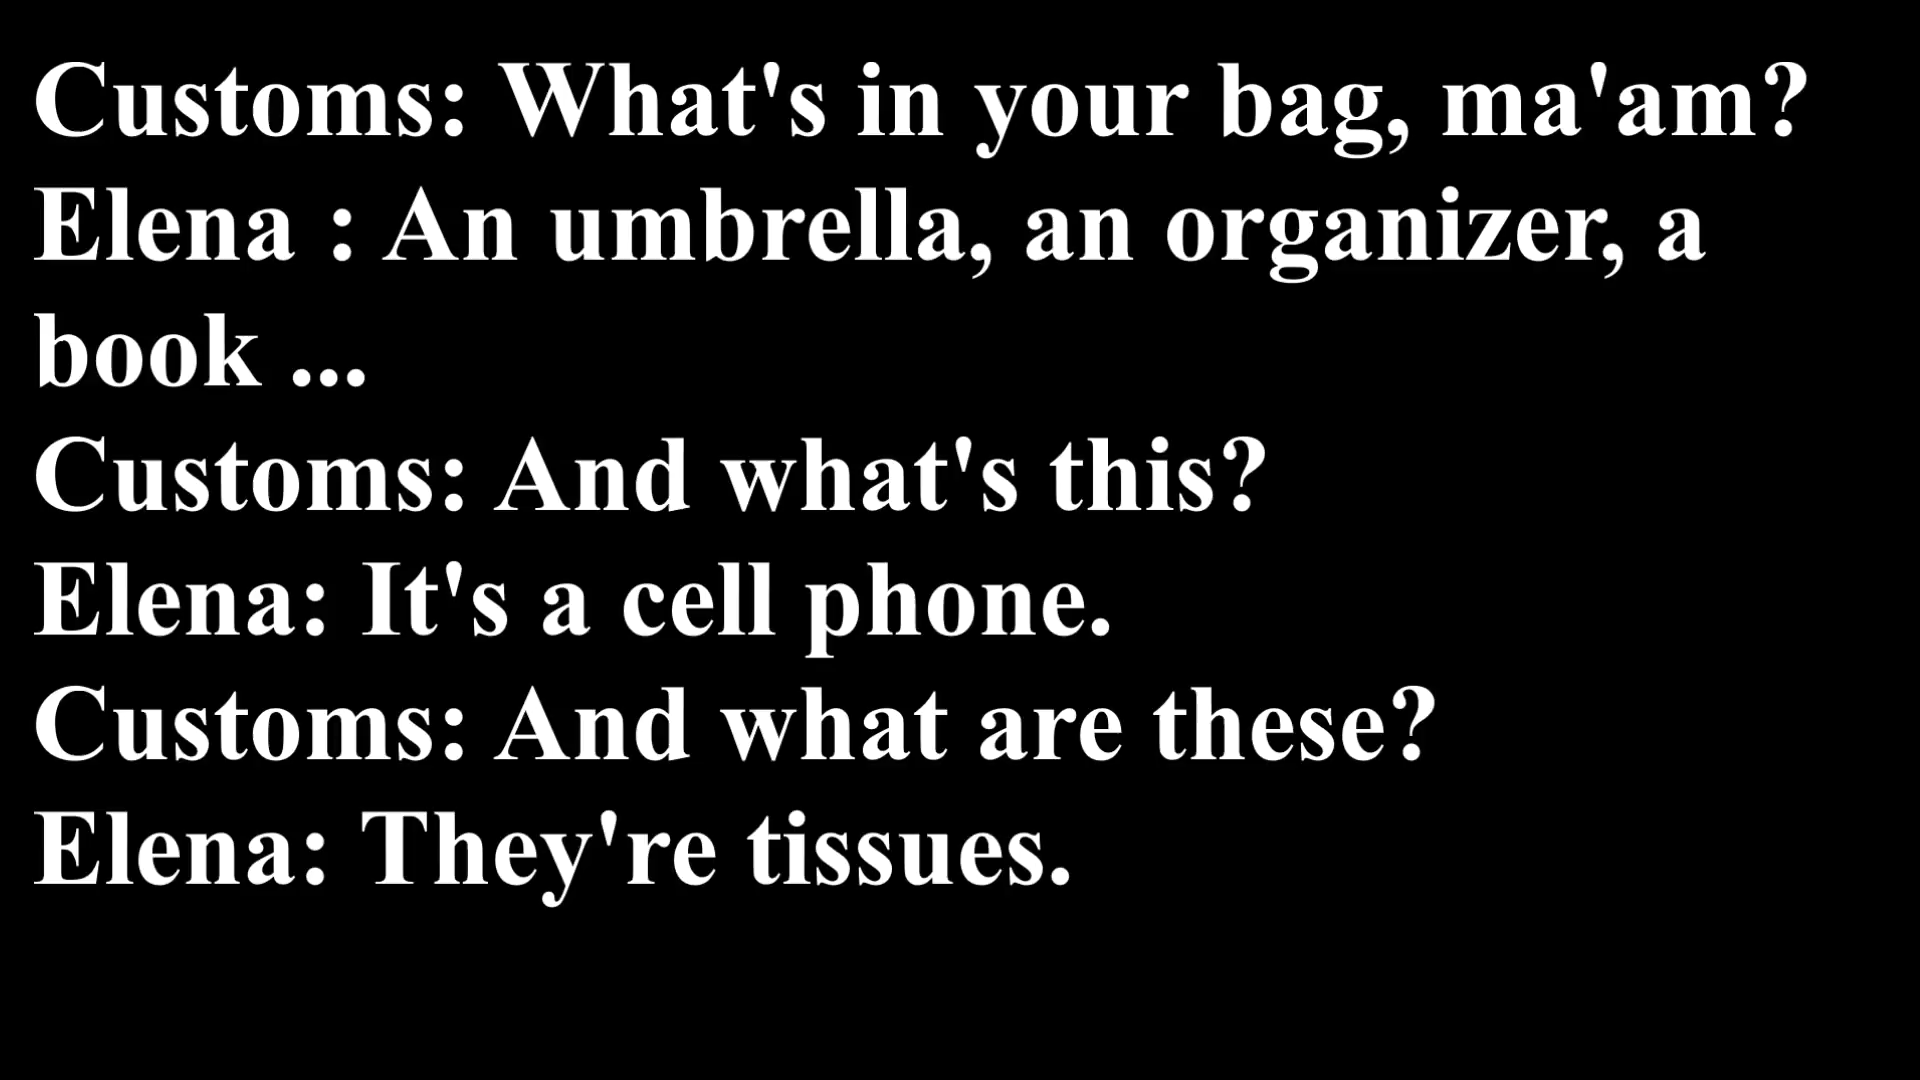 Customs: What's in your bag, ma'am?
Elena : An umbrella, an organizer, a
book ...
Customs: And what's this?
Elena: It's a cell phone.
Customs: And what are these?
Elena: They're tissues.